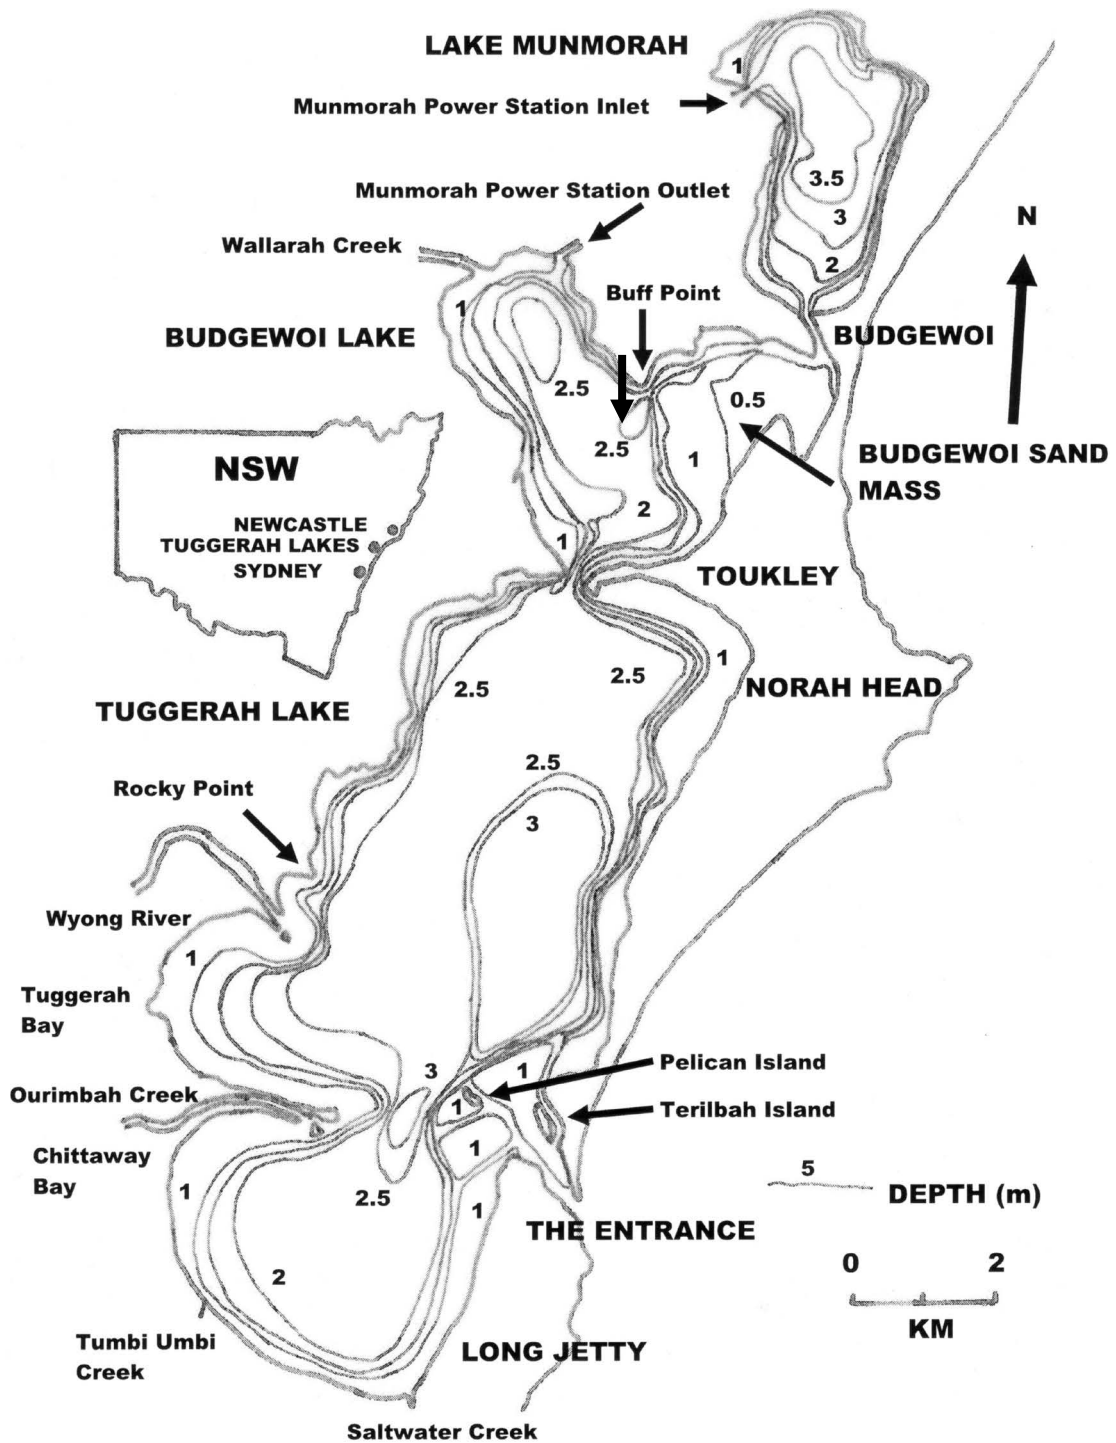 LAKE MUNMORAH
1
Munmorah Power Station Inlet
3.5
Munmorah Power Station Outlet
3
N
Wallarah Creek
2
Buff Point
1
BUDGEWOI LAKE
BUDGEWOI
2.5
0.5
2.5
1
BUDGEWOI SAND
MASS
NSW
2
NEWCASTLE
TUGGERAH LAKES
SYDNEY
1
TOUKLEY
1
2.5
2.5
NORAH HEAD
TUGGERAH LAKE
2.5
Rocky Point
3
Wyong River
1
Tuggerah
Bay
3
1
Pelican Island
Ourimbah Creek
1
Terilbah Island
Chittaway
Bay
1
5
1
2.5
1
DEPTH (m)
THE ENTRANCE
2
0 2
KM
Tumbi Umbi
Creek
LONG JETTY
Saltwater Creek